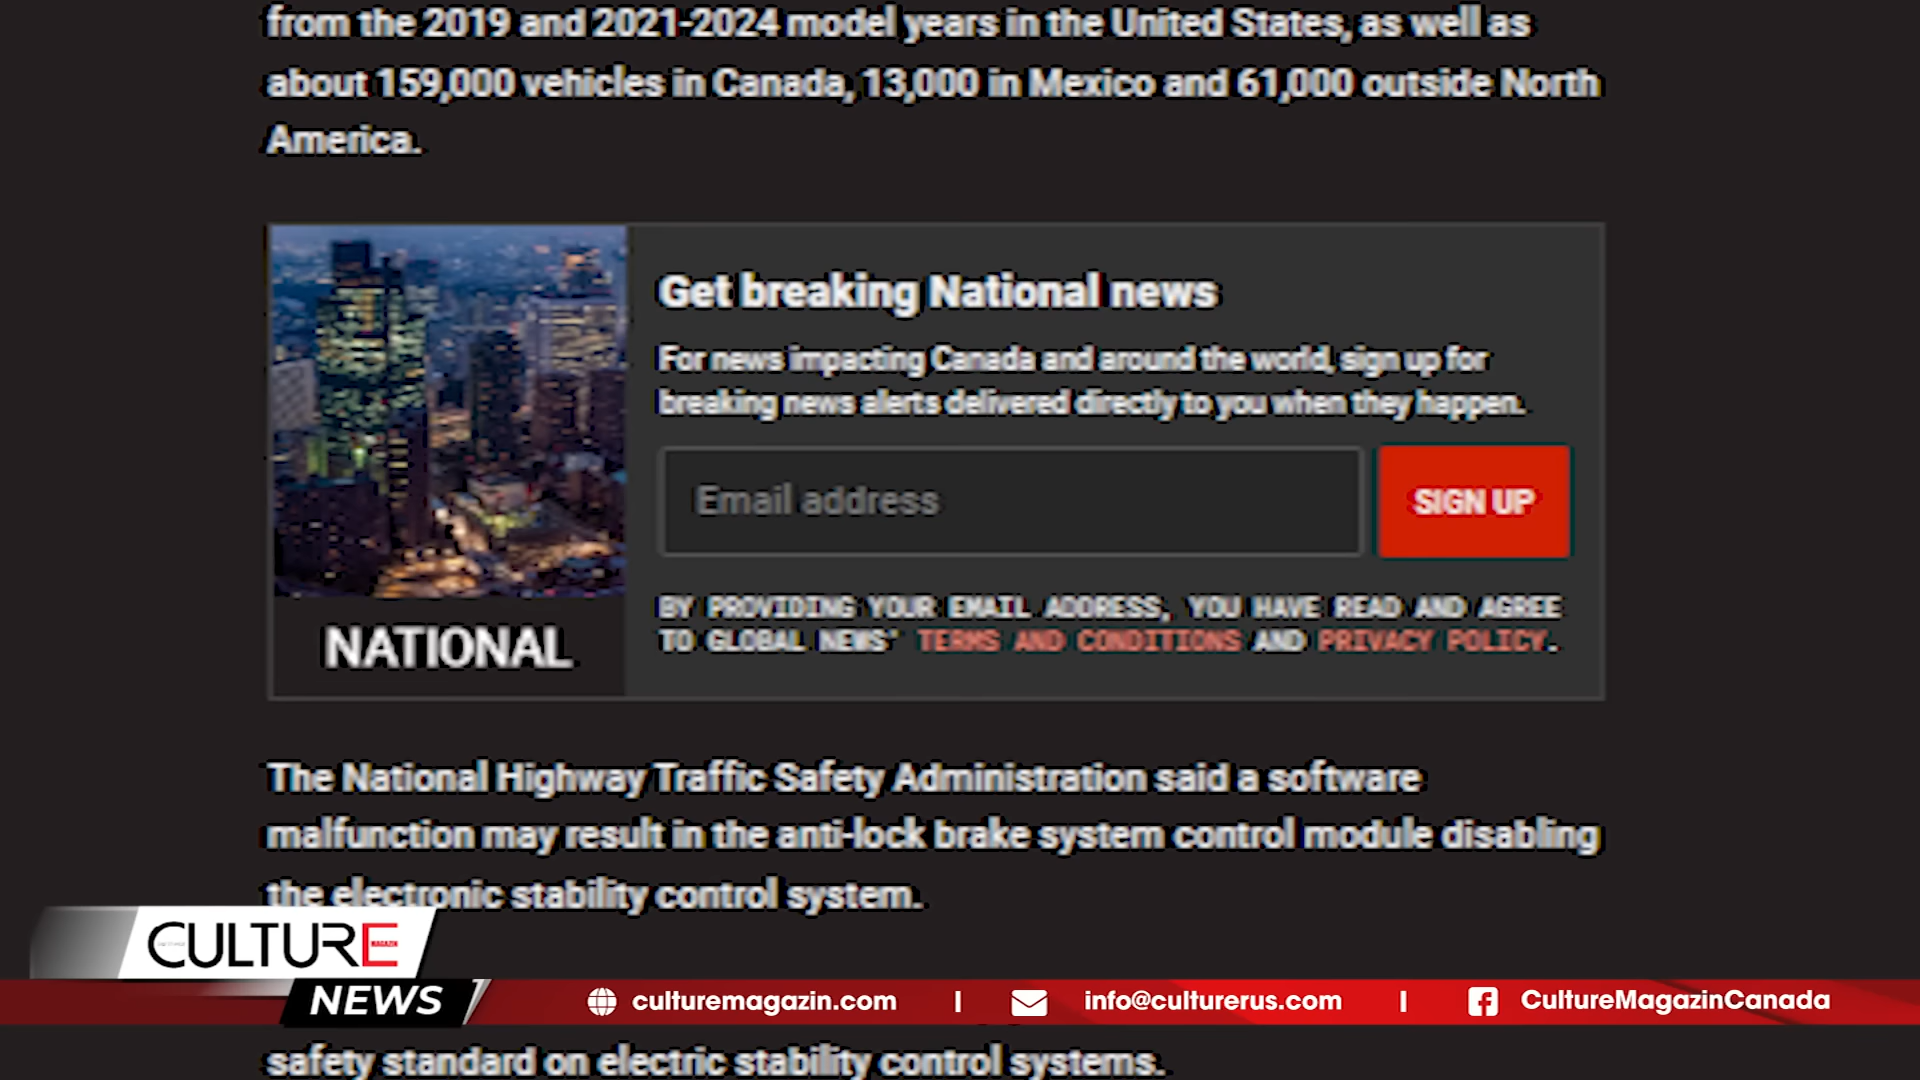 from the 2019 and 2021-2024 model years in the United States, as well as
about 159,000 vehicles in Canada, 13,000 in Mexico and 61,000 outside North
America.
Get breaking National news
For news impacting Canada and around the world, sign up for
breaking news alerts delivered directly to you when they happen.
Email address
SIGN UP
BY PROVIDING YOUR EMAIL ADDRESS, YOU HAVE READ AND AGREE
TO GLOBAL NEWS' TERMS AND CONDITIONS AND PRIVACY POLICY.
NATIONAL
The National Highway Traffic Safety Administration said a software
malfunction may result in the anti-lock brake system control module disabling
the electronic stability control system.
CULTURE
MAGAZIN
NEWS
culturemagazin.com | info@culturerus.com | CultureMagazinCanada
safety standard on electric stability control systems.